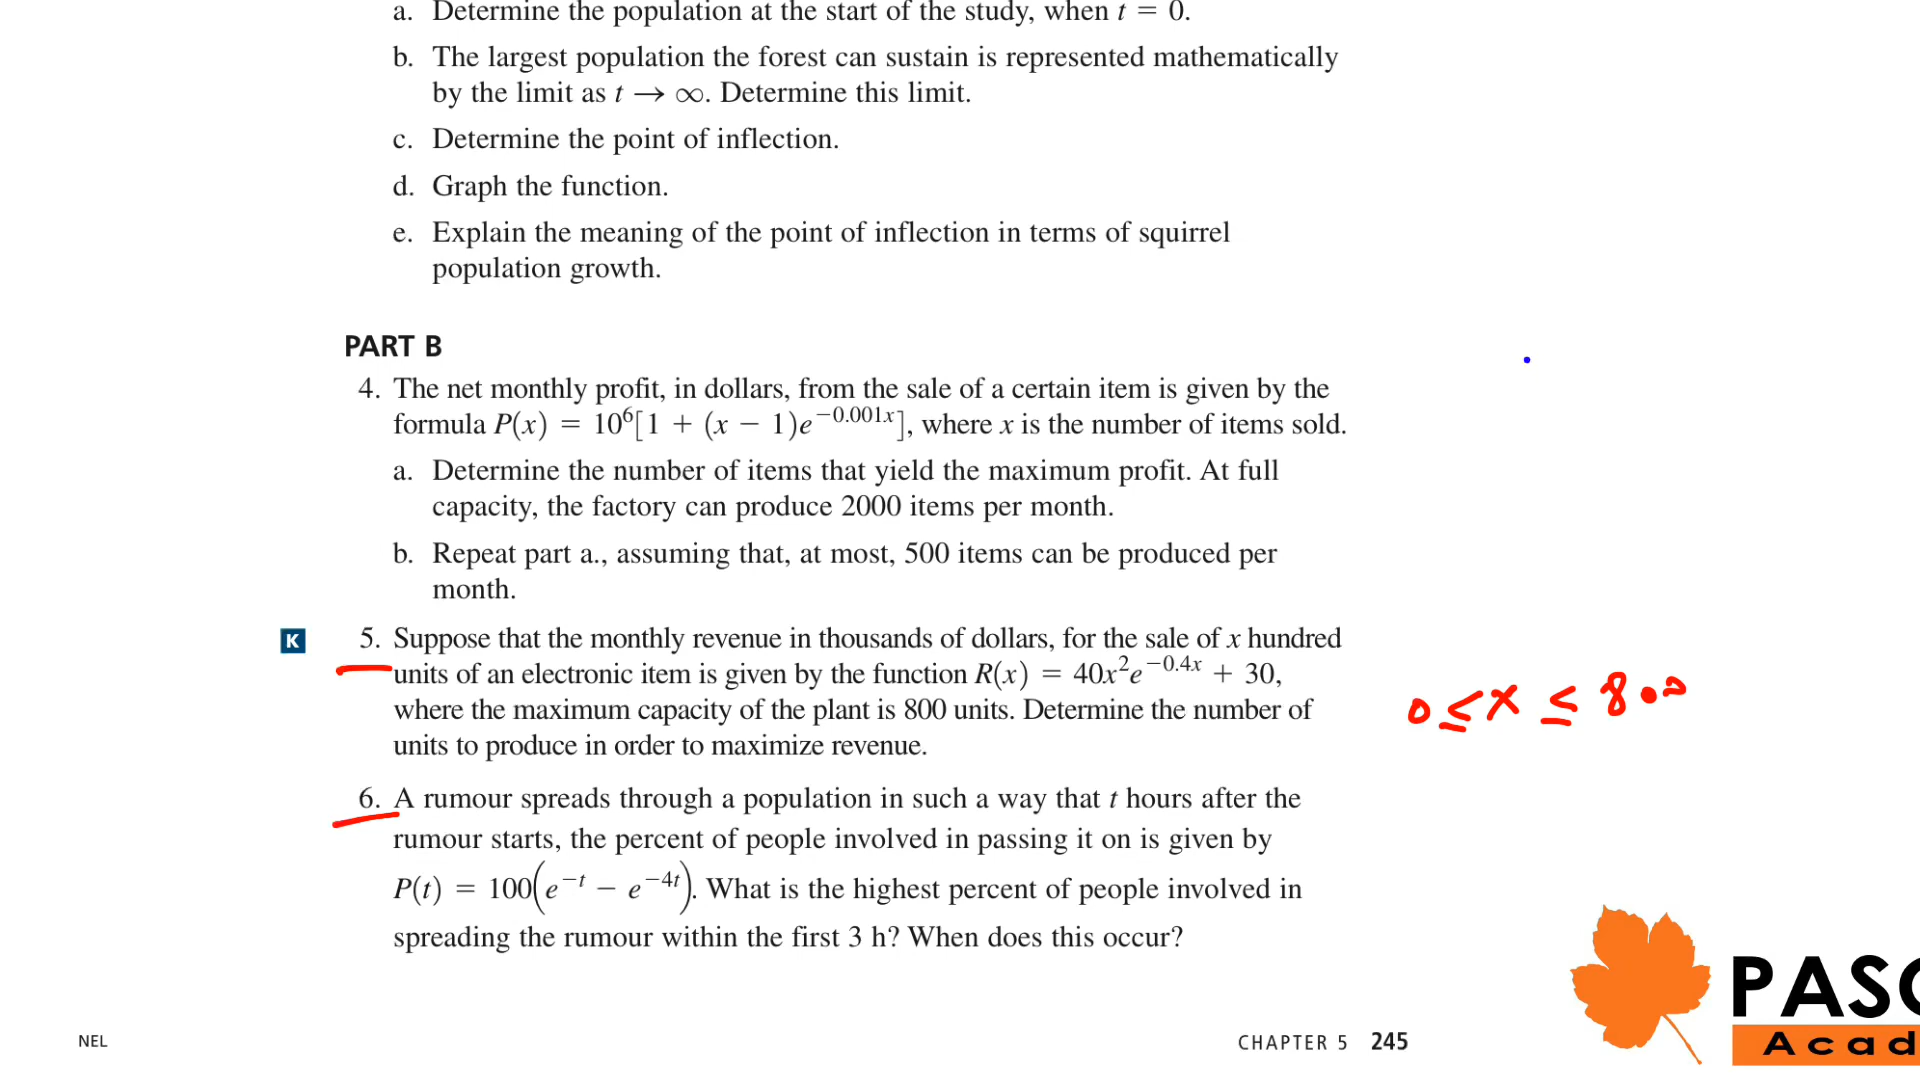 a. Determine the population at the start of the study, when t = 0.
b. The largest population the forest can sustain is represented mathematically
by the limit as t → ∞. Determine this limit.
c. Determine the point of inflection.
d. Graph the function.
e. Explain the meaning of the point of inflection in terms of squirrel
population growth.
PART B
4. The net monthly profit, in dollars, from the sale of a certain item is given by the
formula P(x) = 10⁶[1 + (x − 1)e^−0.001x], where x is the number of items sold.
a. Determine the number of items that yield the maximum profit. At full
capacity, the factory can produce 2000 items per month.
b. Repeat part a., assuming that, at most, 500 items can be produced per
month.
K 5. Suppose that the monthly revenue in thousands of dollars, for the sale of x hundred
units of an electronic item is given by the function R(x) = 40x²e^−0.4x + 30,
where the maximum capacity of the plant is 800 units. Determine the number of
units to produce in order to maximize revenue.
0 ≤ x ≤ 800
6. A rumour spreads through a population in such a way that t hours after the
rumour starts, the percent of people involved in passing it on is given by
P(t) = 100(e^−t − e^−4t). What is the highest percent of people involved in
spreading the rumour within the first 3 h? When does this occur?
NEL
CHAPTER 5 245
PASC
Acad